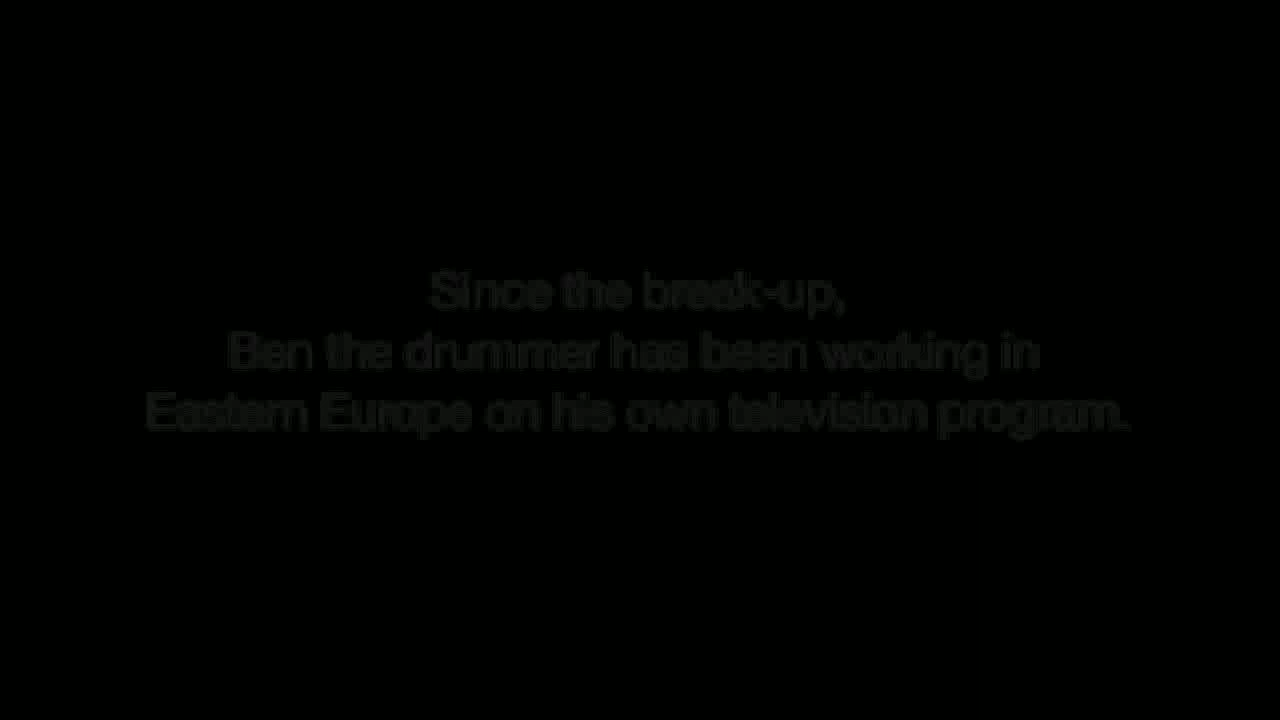 Since the break-up,
Ben the drummer has been working in
Eastern Europe on his own television program.